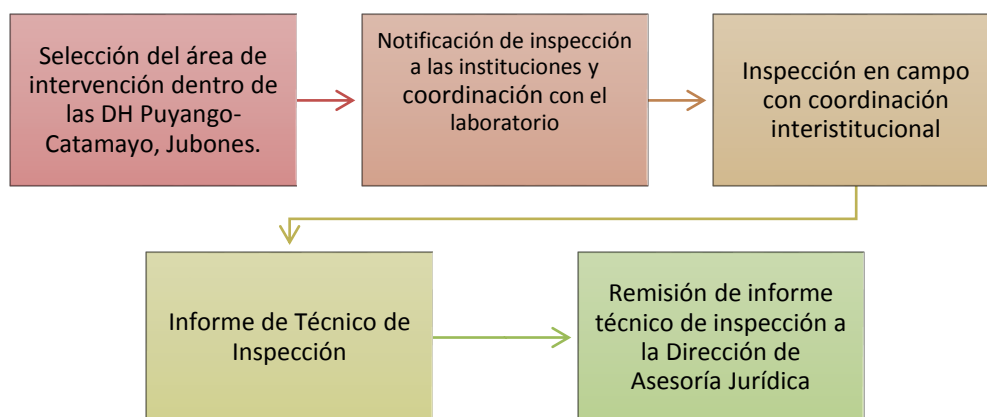 Selección del área de
intervención dentro de
las DH Puyango-
Catamayo, Jubones.
Notificación de inspección
a las instituciones y
coordinación con el
laboratorio
Inspección en campo
con coordinación
interistitucional
Informe de Técnico de
Inspección
Remisión de informe
técnico de inspección a
la Dirección de
Asesoría Jurídica